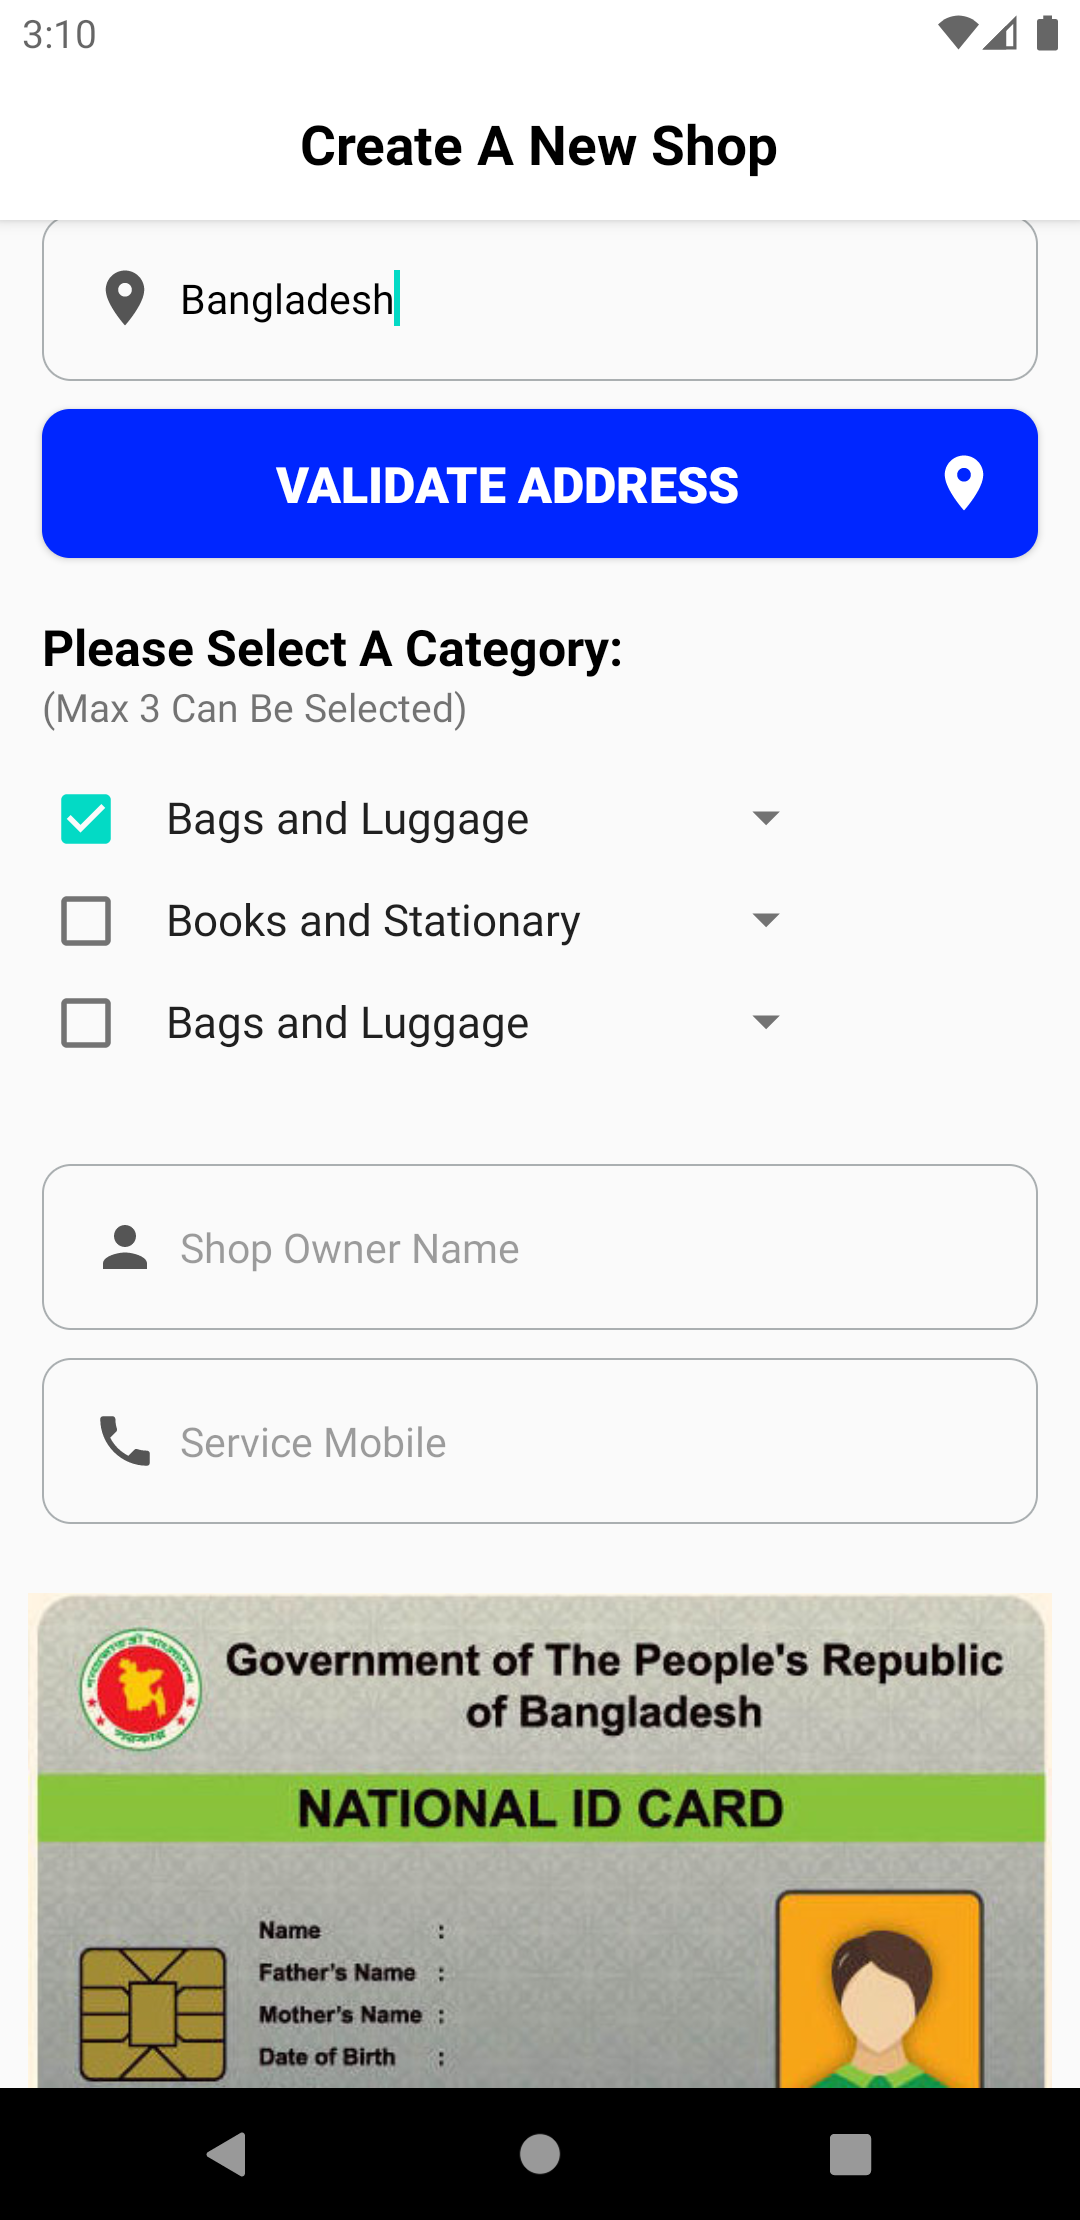 3:10
Create A New Shop
Bangladesh
VALIDATE ADDRESS
Please Select A Category:
(Max 3 Can Be Selected)
Bags and Luggage
Books and Stationary
Bags and Luggage
Shop Owner Name
Service Mobile
Government of The People's Republic
of Bangladesh
NATIONAL ID CARD
Name :
Father's Name :
Mother's Name :
Date of Birth :